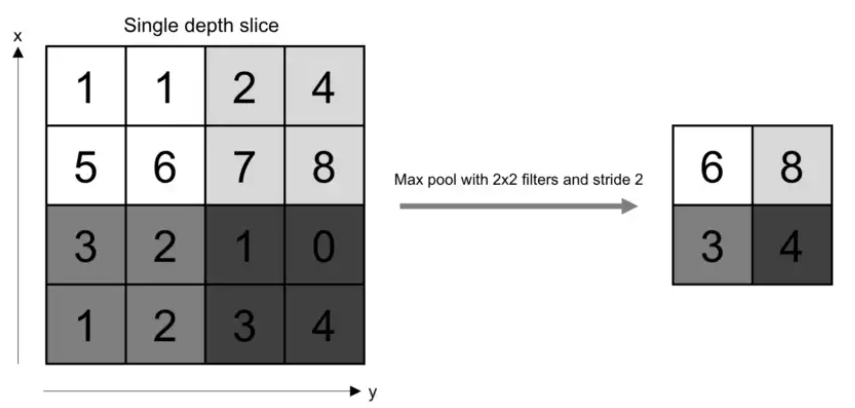 Single depth slice
x
1 1 2 4
5 6 7 8
3 2 1 0
1 2 3 4
y
Max pool with 2x2 filters and stride 2
6 8
3 4